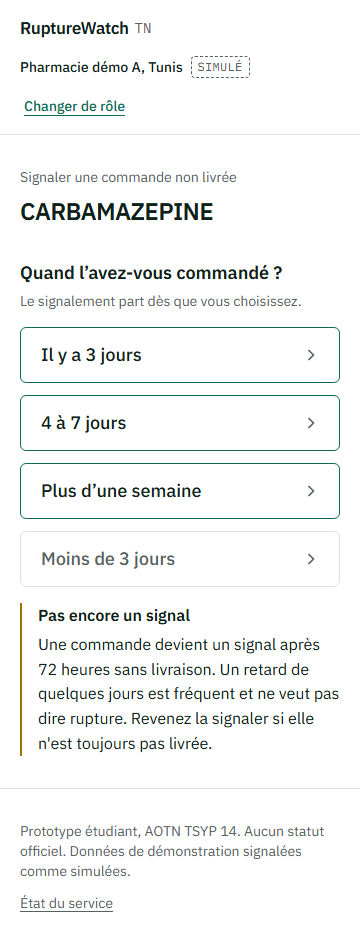 RuptureWatch TN
Pharmacie démo A, Tunis SIMULÉ
Changer de rôle
Signaler une commande non livrée
CARBAMAZEPINE
Quand l’avez-vous commandé ?
Le signalement part dès que vous choisissez.
Il y a 3 jours
4 à 7 jours
Plus d’une semaine
Moins de 3 jours
Pas encore un signal
Une commande devient un signal après
72 heures sans livraison. Un retard de
quelques jours est fréquent et ne veut pas
dire rupture. Revenez la signaler si elle
n'est toujours pas livrée.
Prototype étudiant, AOTN TSYP 14. Aucun statut
officiel. Données de démonstration signalées
comme simulées.
État du service